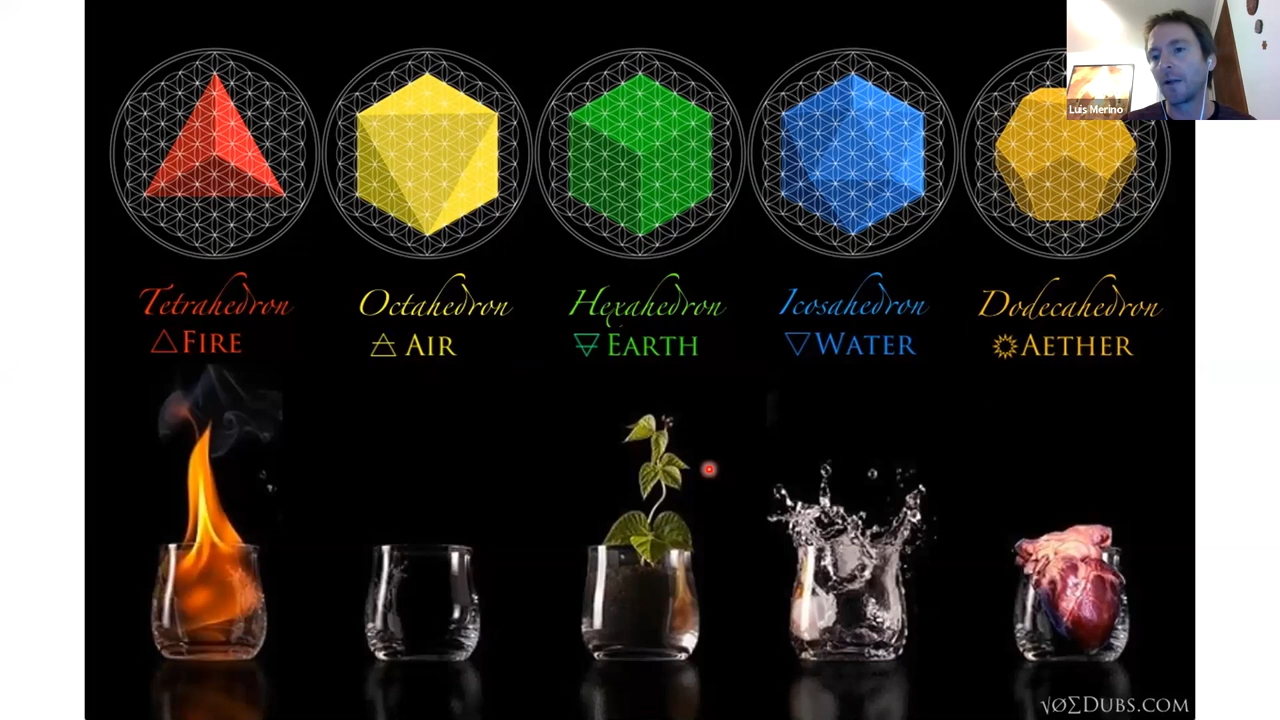 Luis Merino
Tetrahedron
FIRE
Octahedron
AIR
Hexahedron
EARTH
Icosahedron
WATER
Dodecahedron
AETHER
√ØΣDUBS.COM